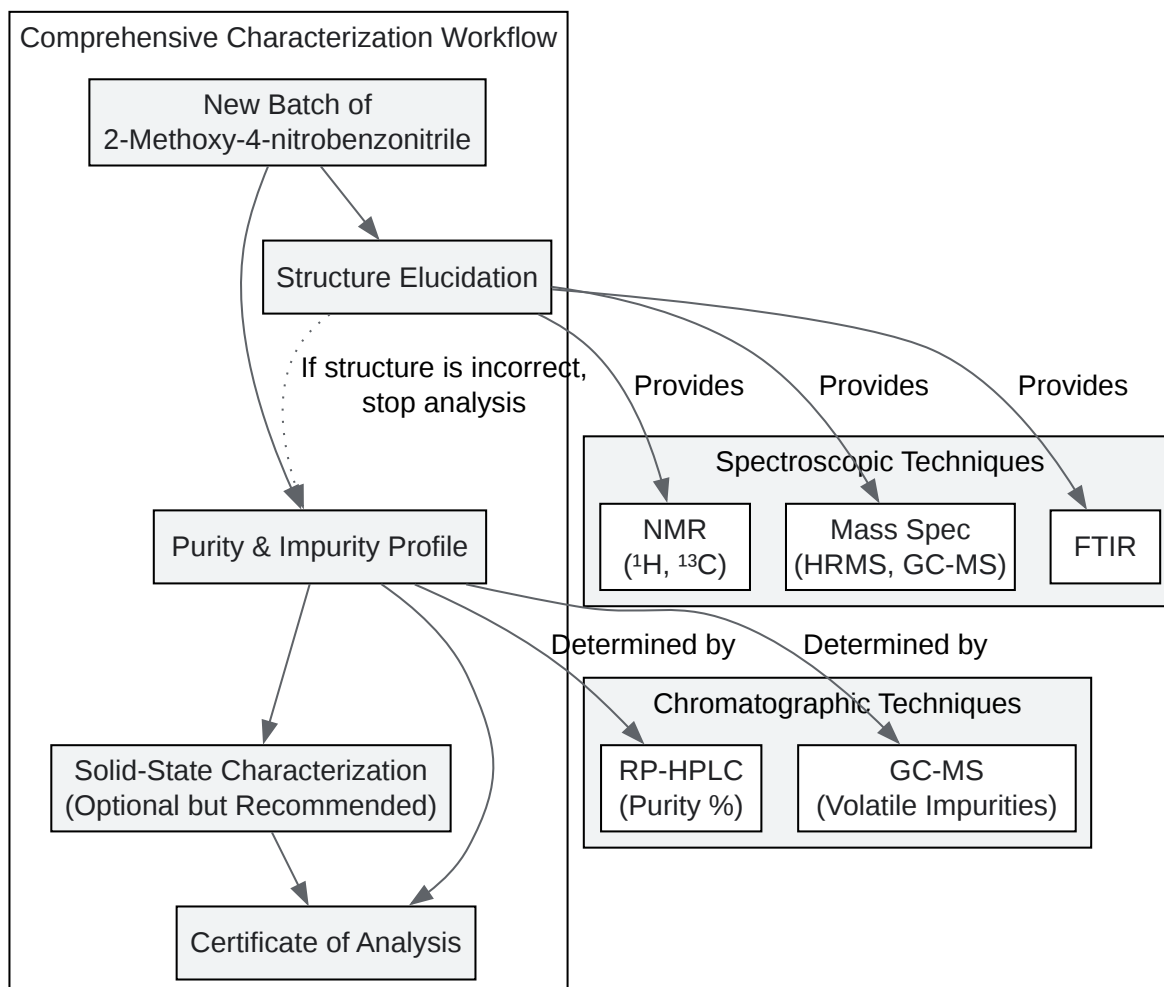 Comprehensive Characterization Workflow
New Batch of
2-Methoxy-4-nitrobenzonitrile
Structure Elucidation
If structure is incorrect,
stop analysis
Provides
Provides
Provides
Spectroscopic Techniques
NMR
(¹H, ¹³C)
Mass Spec
(HRMS, GC-MS)
FTIR
Purity & Impurity Profile
Determined by
Determined by
Chromatographic Techniques
RP-HPLC
(Purity %)
GC-MS
(Volatile Impurities)
Solid-State Characterization
(Optional but Recommended)
Certificate of Analysis